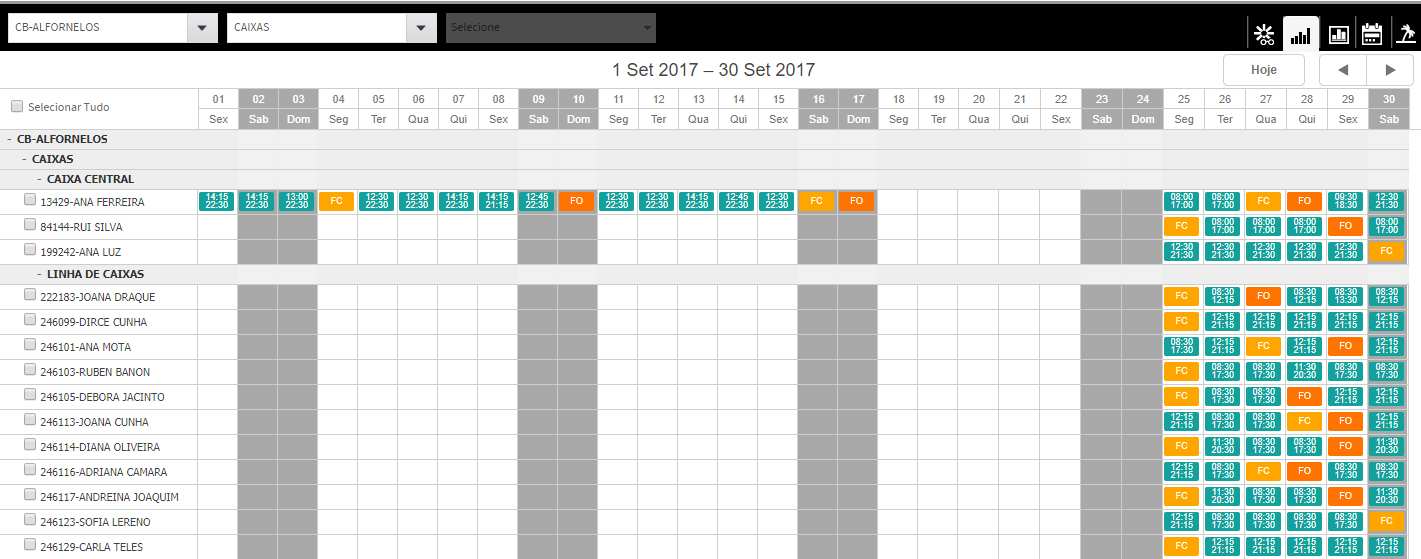 CB-ALFORNELOS CAIXAS Selecione
1 Set 2017 – 30 Set 2017 Hoje
Selecionar Tudo 01 02 03 04 05 06 07 08 09 10 11 12 13 14 15 16 17 18 19 20 21 22 23 24 25 26 27 28 29 30
Sex Sab Dom Seg Ter Qua Qui Sex Sab Dom Seg Ter Qua Qui Sex Sab Dom Seg Ter Qua Qui Sex Sab Dom Seg Ter Qua Qui Sex Sab
- CB-ALFORNELOS
- CAIXAS
- CAIXA CENTRAL
13429-ANA FERREIRA 14:15 22:30 14:15 22:30 13:00 22:30 FC 12:30 22:30 12:30 22:30 14:15 22:30 14:15 21:15 12:45 22:30 FO 12:30 22:30 12:30 22:30 14:15 22:30 12:45 22:30 12:30 22:30 FC FO 08:00 17:00 08:00 17:00 FC FO 09:30 18:30 12:30 21:30
84144-RUI SILVA FC 08:00 17:00 08:00 17:00 08:00 17:00 FO 08:00 17:00
199242-ANA LUZ 12:30 21:30 12:30 21:30 12:30 21:30 12:30 21:30 12:30 21:30 FC
- LINHA DE CAIXAS
222183-JOANA DRAQUE FC 08:30 12:15 FO 08:30 12:15 08:30 13:30 08:30 12:15
246099-DIRCE CUNHA FC 12:15 21:15 12:15 21:15 12:15 21:15 12:15 21:15 12:15 21:15
246101-ANA MOTA 08:30 17:30 12:15 21:15 FC 12:15 21:15 FO 12:15 21:15
246103-RUBEN BANON FC 08:30 17:30 08:30 17:30 11:30 20:30 08:30 17:30 08:30 17:30
246105-DEBORA JACINTO FC 08:30 17:30 08:30 17:30 FO 12:15 21:15 12:15 21:15
246113-JOANA CUNHA 12:15 21:15 08:30 17:30 08:30 17:30 FC FO 12:15 21:15
246114-DIANA OLIVEIRA FC 11:30 20:30 08:30 17:30 08:30 17:30 FO 11:30 20:30
246116-ADRIANA CAMARA 12:15 21:15 08:30 17:30 FC FO 08:30 17:30 08:30 17:30
246117-ANDREINA JOAQUIM FC 11:30 20:30 08:30 17:30 08:30 17:30 FO 11:30 20:30
246123-SOFIA LERENO 12:15 21:15 08:30 17:30 08:30 17:30 08:30 17:30 08:30 17:30 FC
246129-CARLA TELES FC 12:15 21:15 12:15 21:15 12:15 21:15 12:15 21:15 12:15 21:15